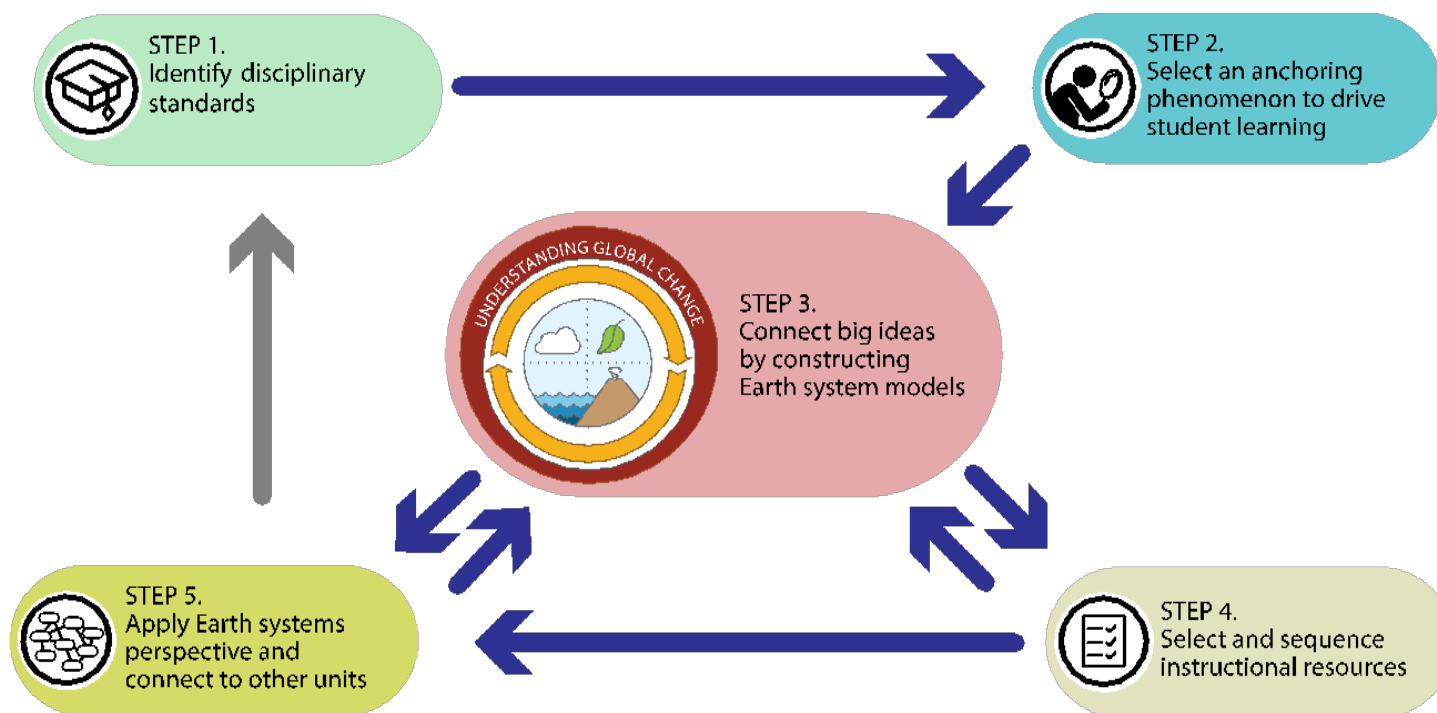 STEP 1.
Identify disciplinary
standards
STEP 2.
Select an anchoring
phenomenon to drive
student learning
UNDERSTANDING GLOBAL CHANGE
STEP 3.
Connect big ideas
by constructing
Earth system models
STEP 4.
Select and sequence
instructional resources
STEP 5.
Apply Earth systems
perspective and
connect to other units